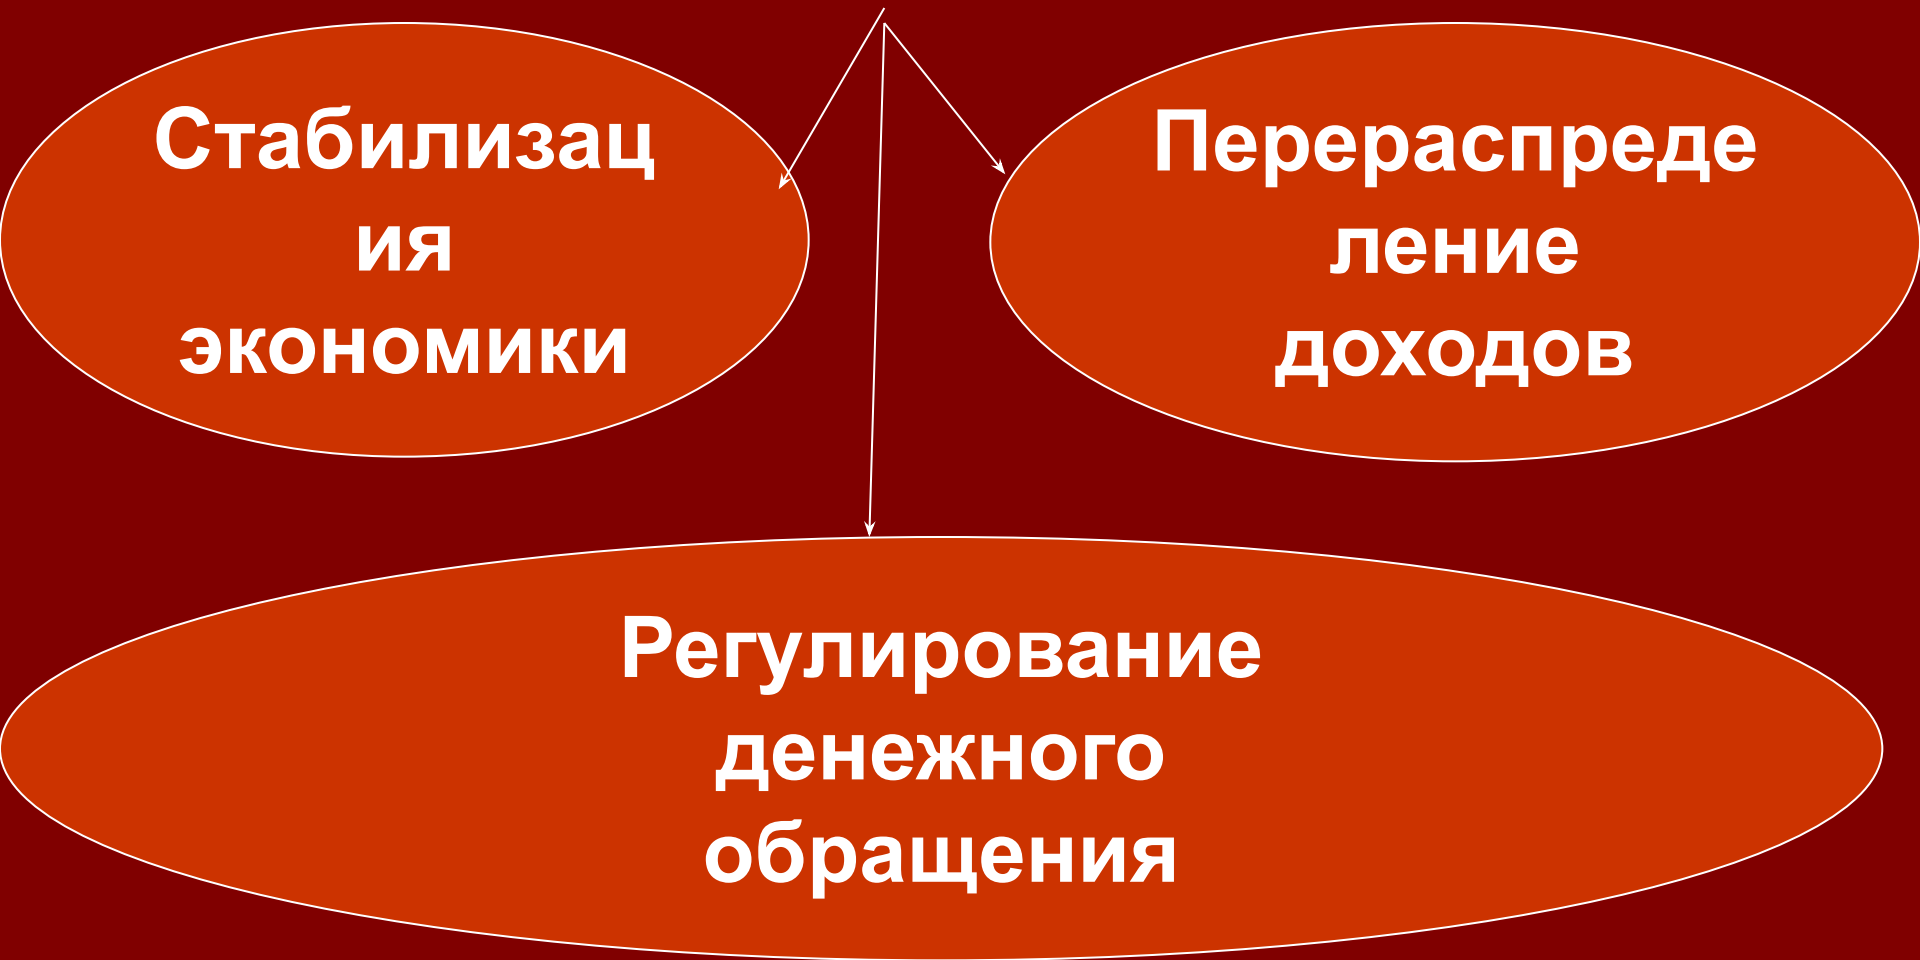 Стабилизац
ия
экономики
Перераспреде
ление
доходов
Регулирование
денежного
обращения